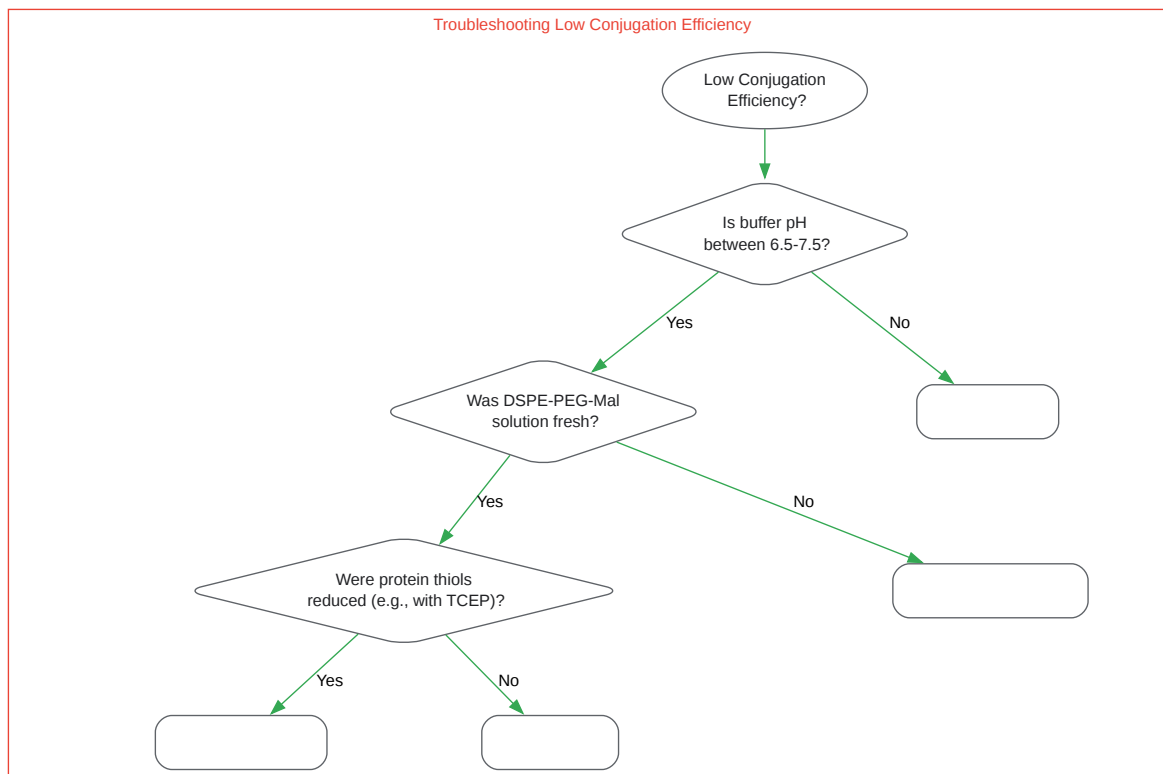 Troubleshooting Low Conjugation Efficiency
Low Conjugation
Efficiency?
Is buffer pH
between 6.5-7.5?
Yes
No
Was DSPE-PEG-Mal
solution fresh?
Yes
No
Were protein thiols
reduced (e.g., with TCEP)?
Yes
No